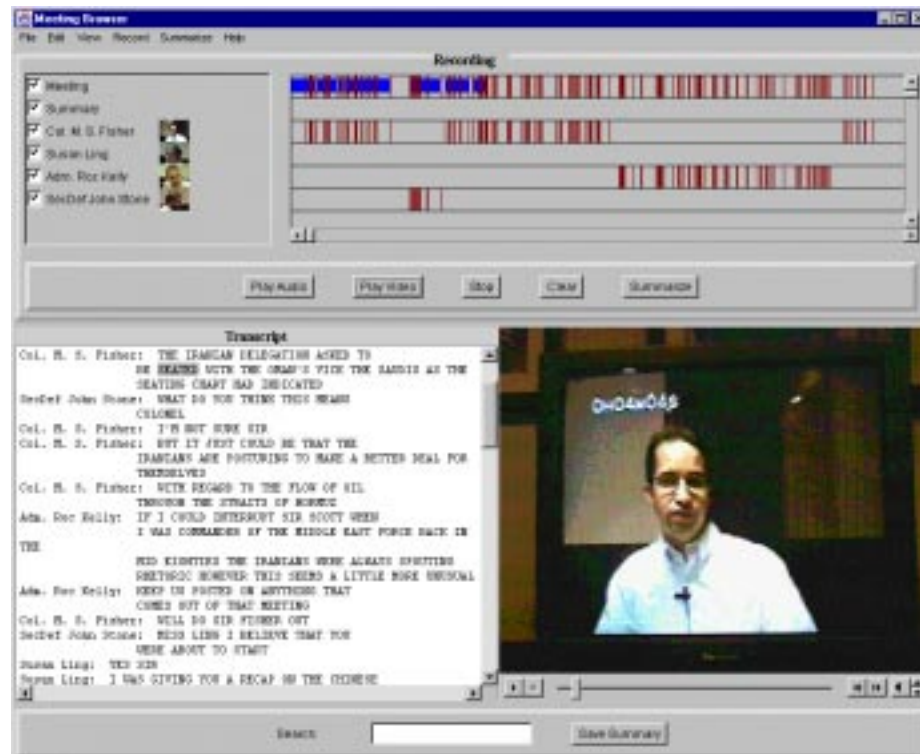 Meeting Browser
File Edit View Record Summarize Help
Recording
Meeting
Summary
Col. M. S. Fisher
Susan Ling
Adm. Roc Kelly
SecDef John Stone
Play Audio Play Video Stop Clear Summarize
Transcript
Col. M. S. Fisher: THE IRANIAN DELEGATION ASKED TO
BE SEATED WITH THE OMAN'S VICE THE SAUDIS AS THE
SEATING CHART HAD INDICATED
SecDef John Stone: WHAT DO YOU THINK THIS MEANS
COLONEL
Col. M. S. Fisher: I'M NOT SURE SIR
Col. M. S. Fisher: BUT IT JUST COULD BE THAT THE
IRANIANS ARE POSTURING TO MAKE A BETTER DEAL FOR
THEMSELVES
Col. M. S. Fisher: WITH REGARD TO THE FLOW OF OIL
THROUGH THE STRAITS OF HORMUZ
Adm. Roc Kelly: IF I COULD INTERRUPT SIR SCOTT WHEN
I WAS COMMANDER OF THE MIDDLE EAST FORCE BACK IN
THE
MID EIGHTIES THE IRANIANS WERE ALWAYS SPOUTING
RHETORIC HOWEVER THIS SEEMS A LITTLE MORE UNUSUAL
Adm. Roc Kelly: KEEP US POSTED ON ANYTHING THAT
COMES OUT OF THAT MEETING
Col. M. S. Fisher: WILL DO SIR FISHER OUT
SecDef John Stone: MISS LING I BELIEVE THAT YOU
WERE ABOUT TO START
Susan Ling: YES SIR
Susan Ling: I WAS GIVING YOU A RECAP ON THE CHINESE
Search: Save Summary